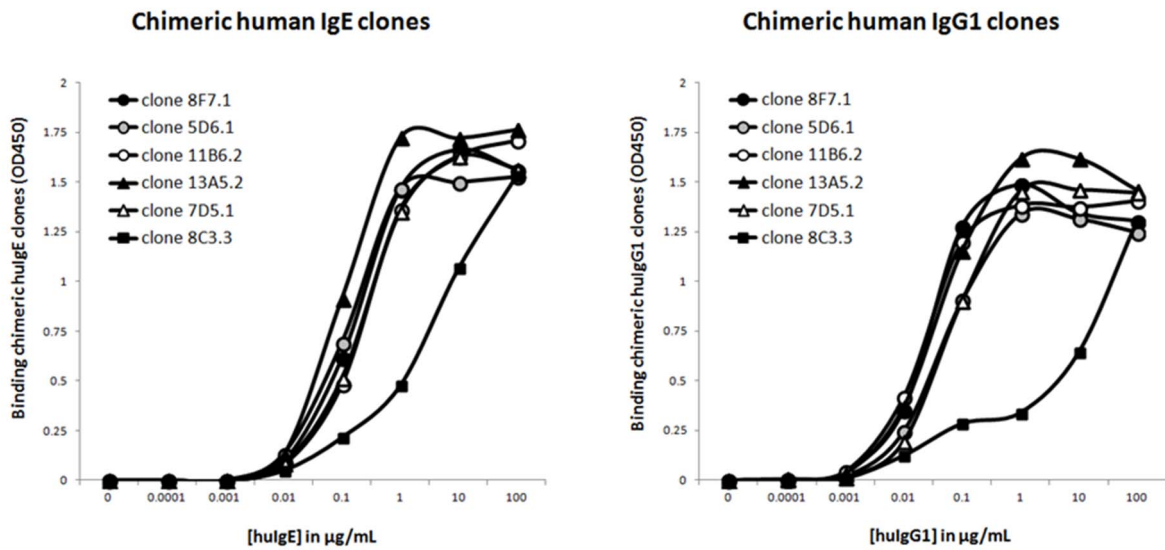 Chimeric human IgE clones
Binding chimeric huIgE clones (OD450)
2
1.75
1.5
1.25
1
0.75
0.5
0.25
0
clone 8F7.1
clone 5D6.1
clone 11B6.2
clone 13A5.2
clone 7D5.1
clone 8C3.3
0 0.0001 0.001 0.01 0.1 1 10 100
[huIgE] in µg/mL
Chimeric human IgG1 clones
Binding chimeric huIgG1 clones (OD450)
2
1.75
1.5
1.25
1
0.75
0.5
0.25
0
clone 8F7.1
clone 5D6.1
clone 11B6.2
clone 13A5.2
clone 7D5.1
clone 8C3.3
0 0.0001 0.001 0.01 0.1 1 10 100
[huIgG1] in µg/mL